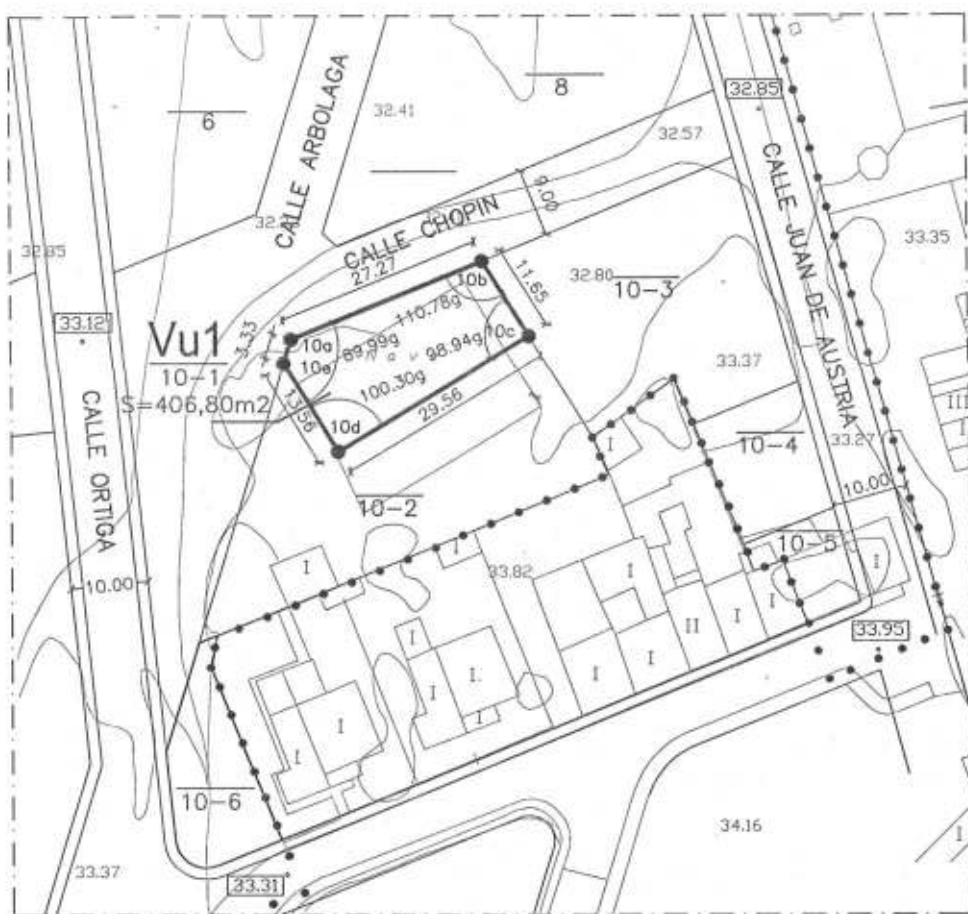 6
8
32.41
32.85
32.57
CALLE ARBOLAGA
CALLE CHOPIN
9.00
CALLE JUAN DE AUSTRIA
33.35
32.85
33.12
27.27
11.65
32.80
10-3
10b
110.78g
3.33
Vu1
10-1
S=406,80m2
10a
89.99g
10e
98.94g
10c
100.30g
13.56
10d
29.56
33.37
III
I
10-4
33.27
CALLE ORTIGA
10-2
10.00
10-5
10.00
33.82
I
I
I
I
I
I
I
II
I
I
I
I
I
I
I
I
33.95
10-6
34.16
I
33.37
33.31